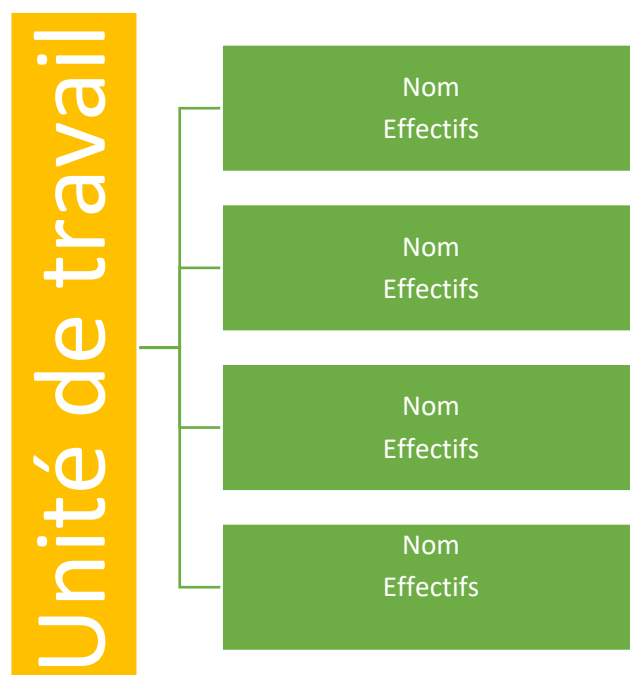 Unité de travail
Nom
Effectifs
Nom
Effectifs
Nom
Effectifs
Nom
Effectifs